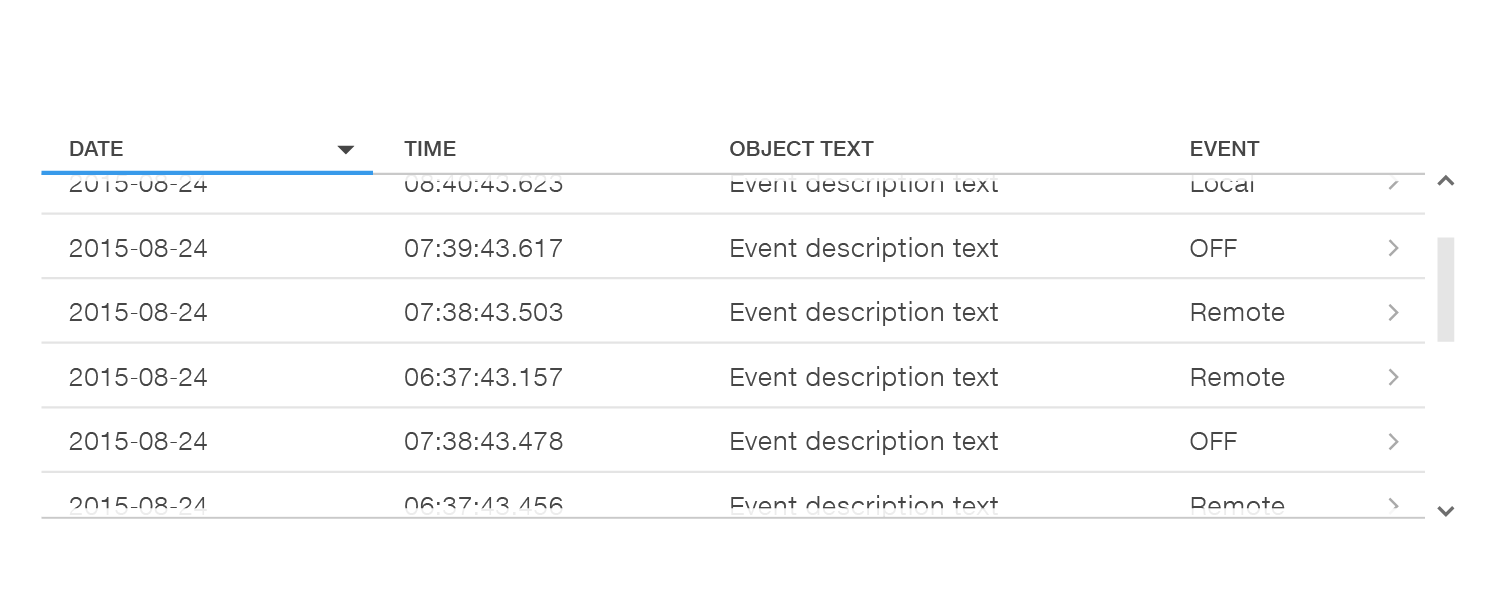 DATE TIME OBJECT TEXT EVENT
2015-08-24 08:40:43.623 Event description text Local
2015-08-24 07:39:43.617 Event description text OFF
2015-08-24 07:38:43.503 Event description text Remote
2015-08-24 06:37:43.157 Event description text Remote
2015-08-24 07:38:43.478 Event description text OFF
2015-08-24 06:37:43.456 Event description text Remote